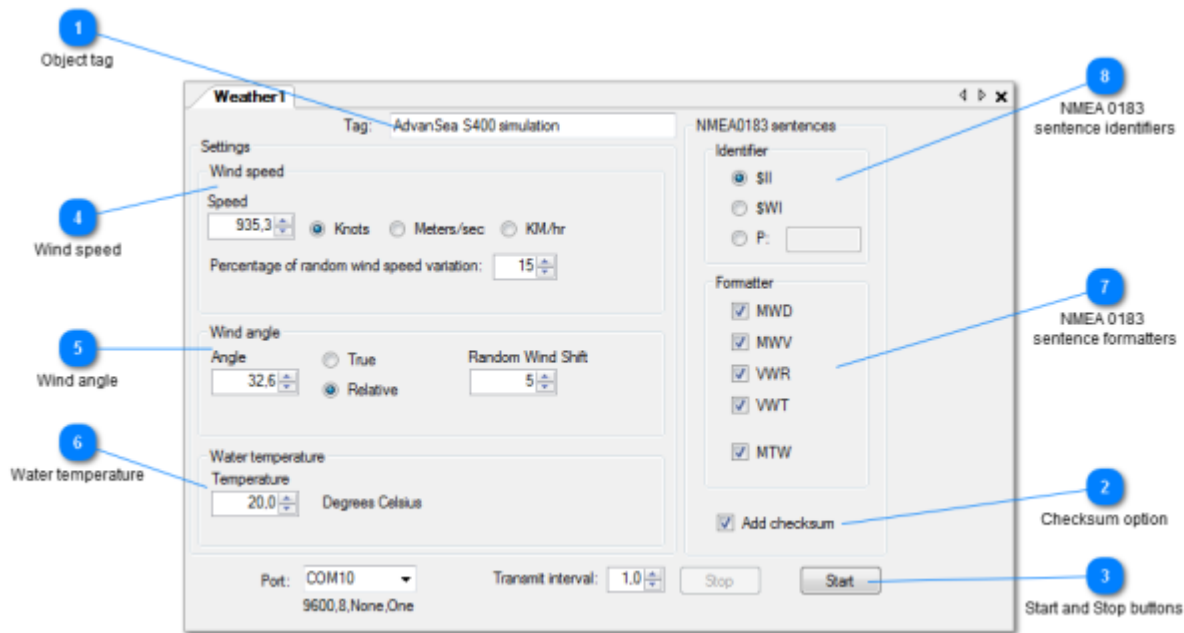 1
Object tag
8
NMEA 0183
sentence identifiers
Weather1
Tag: AdvanSea S400 simulation
NMEA0183 sentences
Settings
Identifier
Wind speed
$II
4
Wind speed
Speed
$WI
935,3 Knots Meters/sec KM/hr
P:
Percentage of random wind speed variation: 15
Formatter
7
NMEA 0183
sentence formatters
MWD
5
Wind angle
Wind angle
MWV
Angle True Random Wind Shift
VWR
32,6 Relative 5
VWT
6
Water temperature
Water temperature
MTW
Temperature
20,0 Degrees Celsius
2
Checksum option
Add checksum
Port: COM10 Transmit interval: 1,0 Stop Start
9600,8,None,One
3
Start and Stop buttons